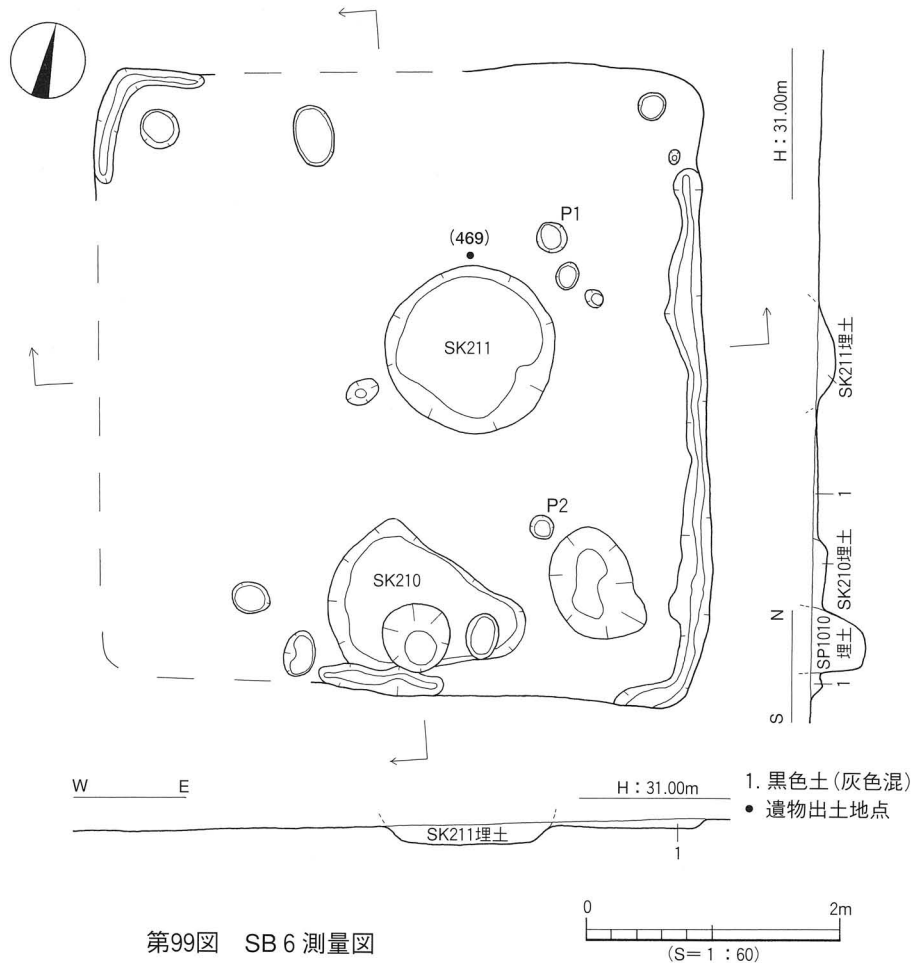 H：31.00m
P1
(469)
SK211
SK211埋土
1
P2
SK210
SK210埋土
N
SP1010
埋土
1
S
W
E
H：31.00m
1. 黒色土(灰色混)
● 遺物出土地点
SK211埋土
1
0
2m
第99図 SB6測量図
(S=1：60)